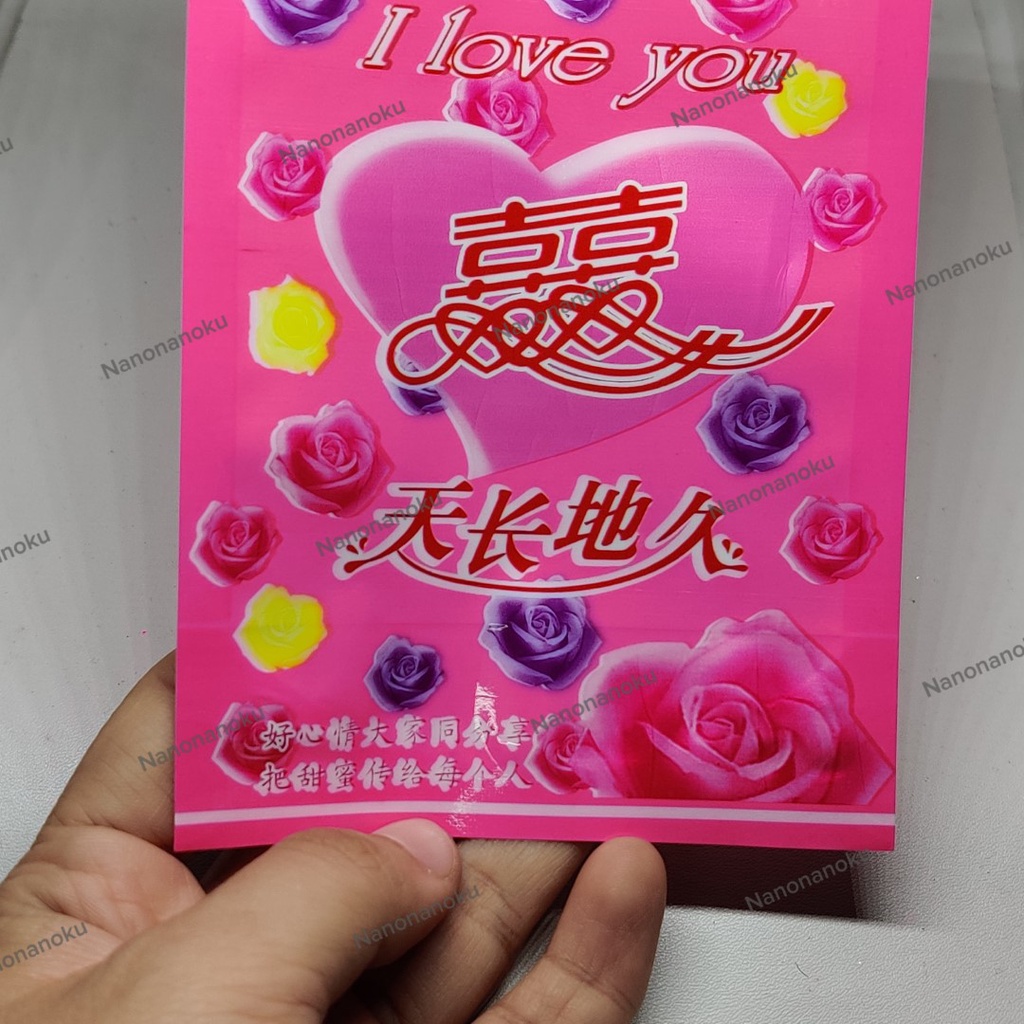 I love you
囍
天长地久
好心情大家同分享
把甜蜜传给每个人
Nanonanoku